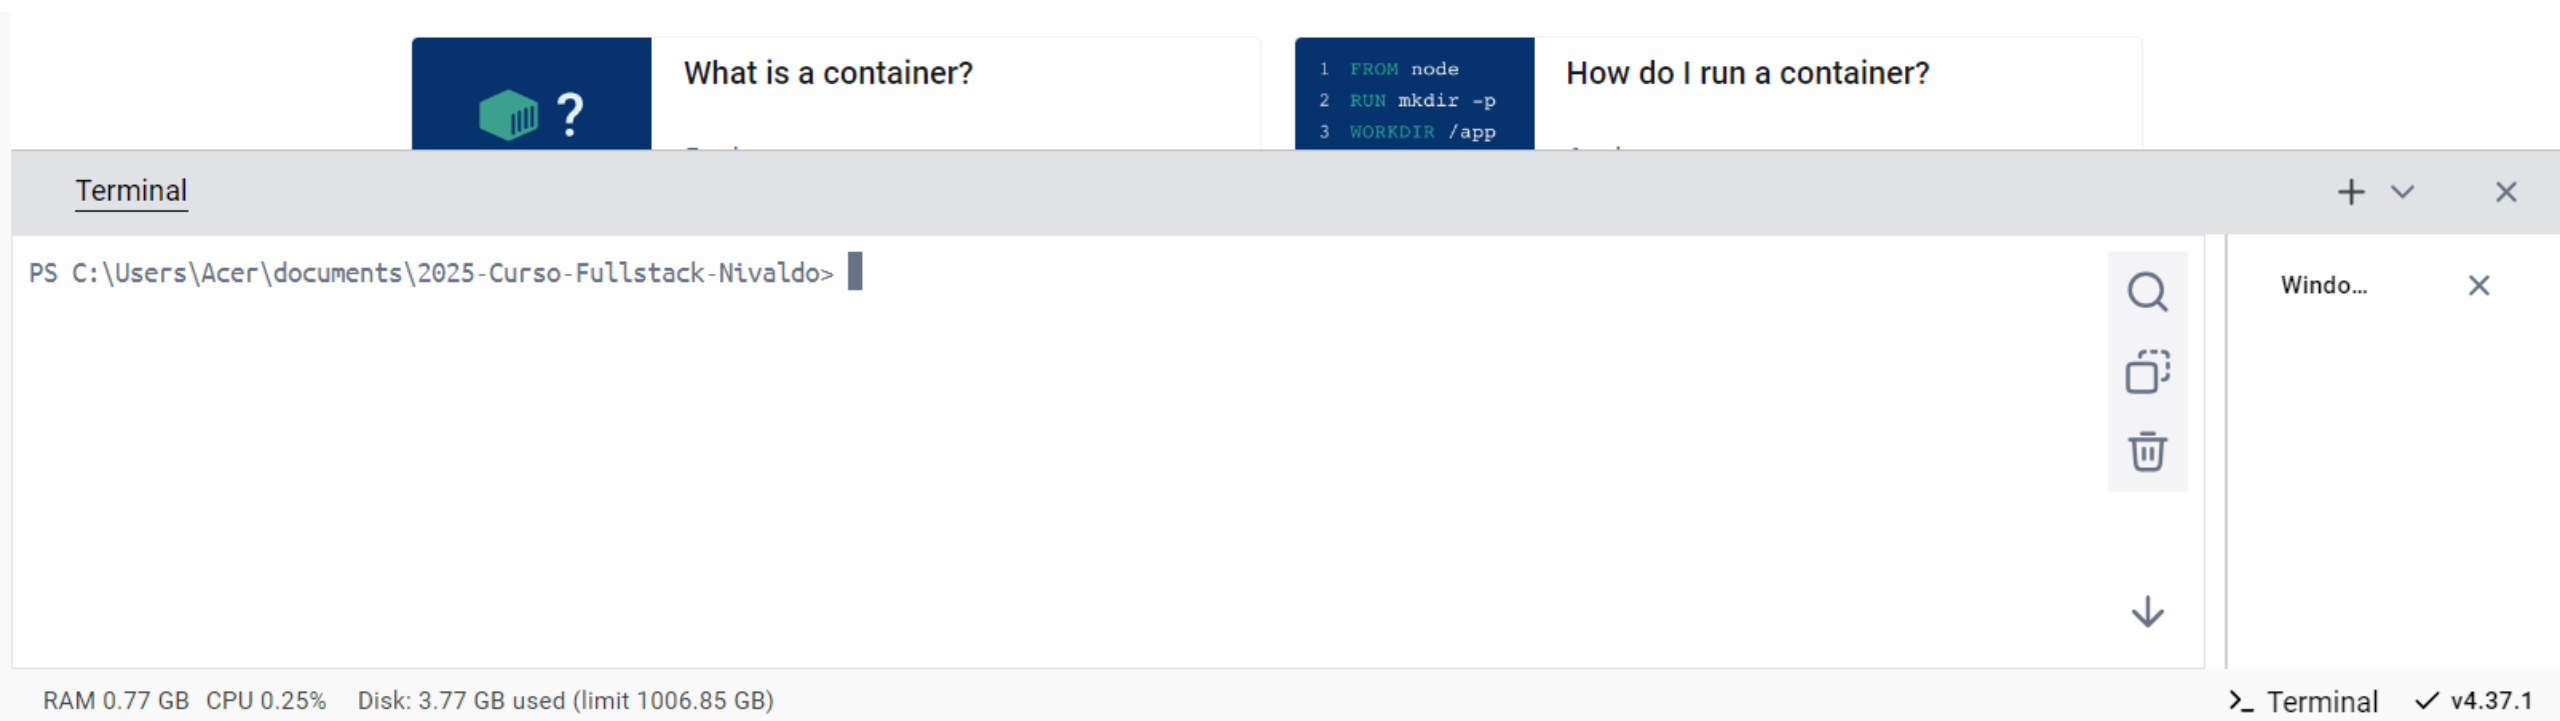 ?
What is a container?
1 FROM node
2 RUN mkdir -p
3 WORKDIR /app
How do I run a container?
Terminal
PS C:\Users\Acer\documents\2025-Curso-Fullstack-Nivaldo>
Windo...
RAM 0.77 GB CPU 0.25% Disk: 3.77 GB used (limit 1006.85 GB)
>_ Terminal v4.37.1